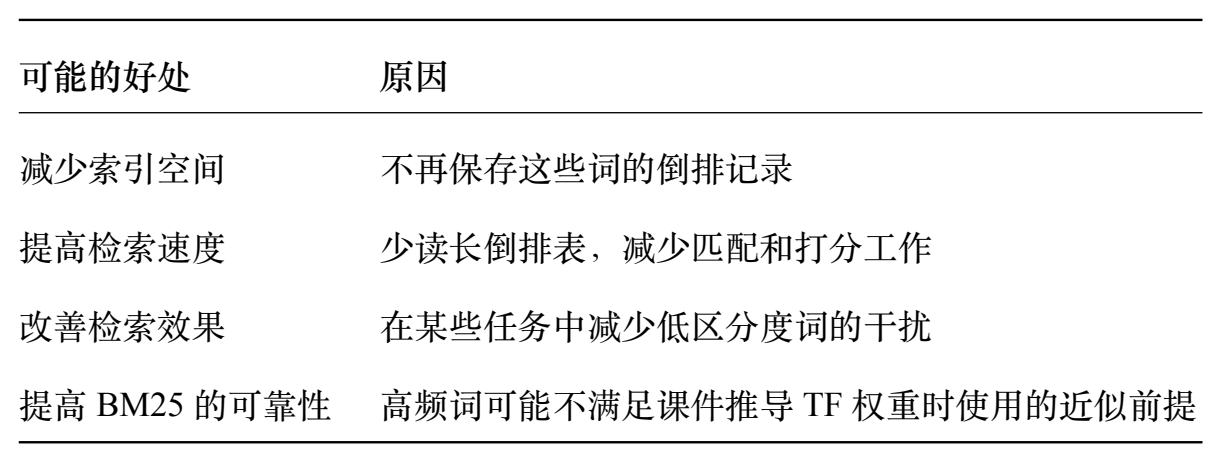 可能的好处 原因
减少索引空间 不再保存这些词的倒排记录
提高检索速度 少读长倒排表，减少匹配和打分工作
改善检索效果 在某些任务中减少低区分度词的干扰
提高 BM25 的可靠性 高频词可能不满足课件推导 TF 权重时使用的近似前提